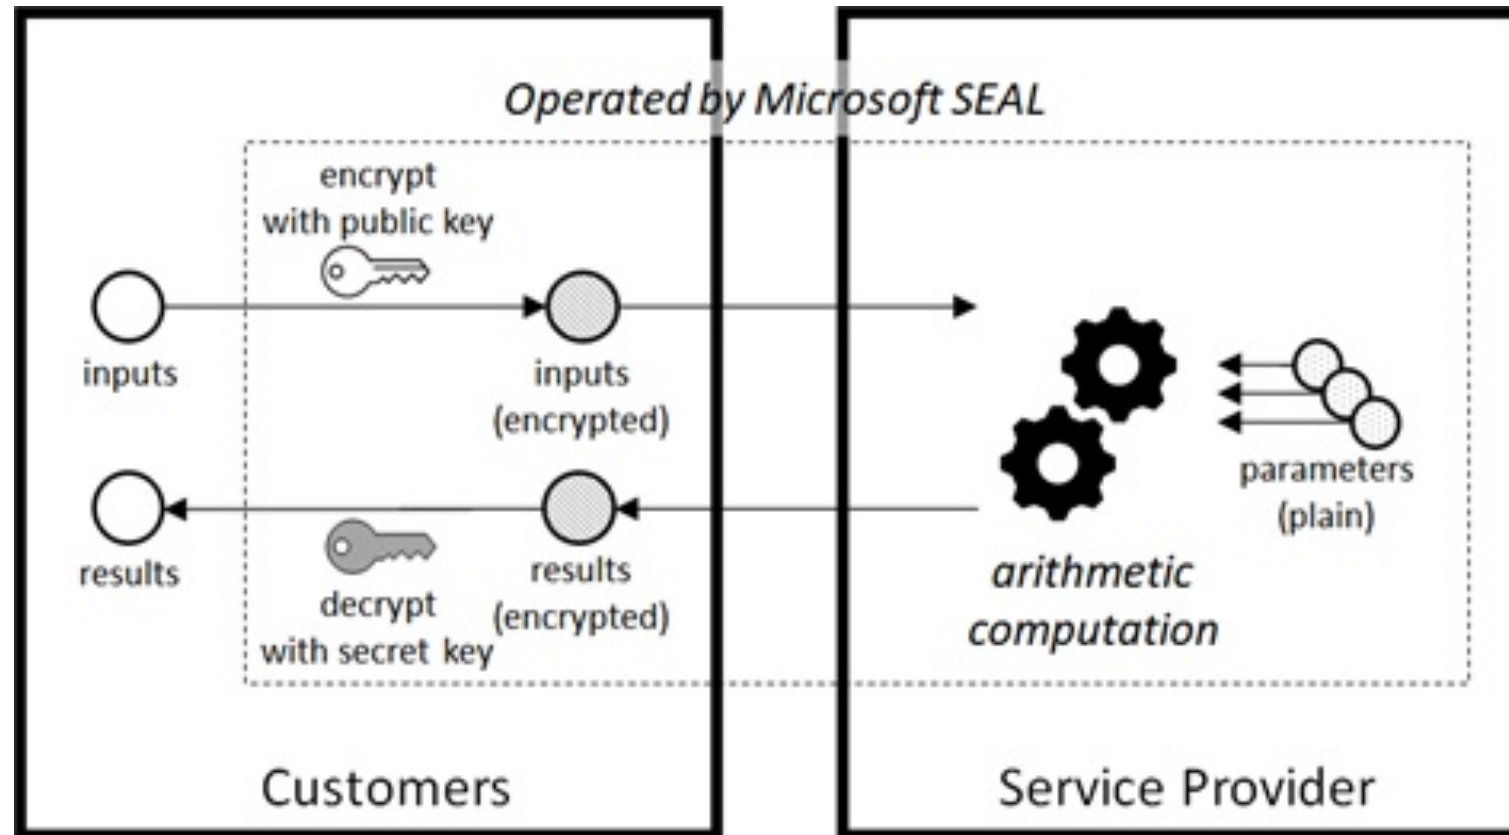 Operated by Microsoft SEAL
encrypt
with public key
inputs
inputs
(encrypted)
parameters
(plain)
results
results
(encrypted)
decrypt
with secret key
arithmetic
computation
Customers
Service Provider